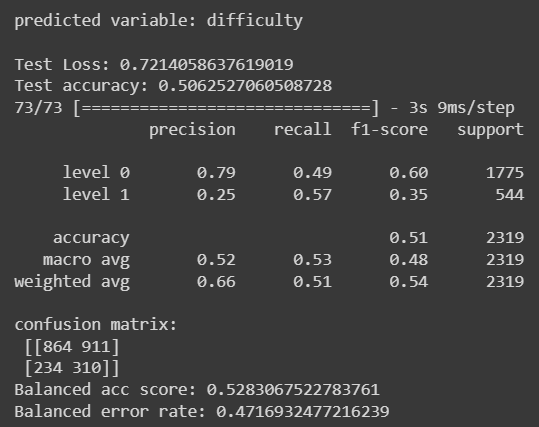 predicted variable: difficulty
Test Loss: 0.7214058637619019
Test accuracy: 0.5062527060508728
73/73 [==============================] - 3s 9ms/step
precision recall f1-score support
level 0 0.79 0.49 0.60 1775
level 1 0.25 0.57 0.35 544
accuracy 0.51 2319
macro avg 0.52 0.53 0.48 2319
weighted avg 0.66 0.51 0.54 2319
confusion matrix:
[[864 911]
[234 310]]
Balanced acc score: 0.5283067522783761
Balanced error rate: 0.4716932477216239